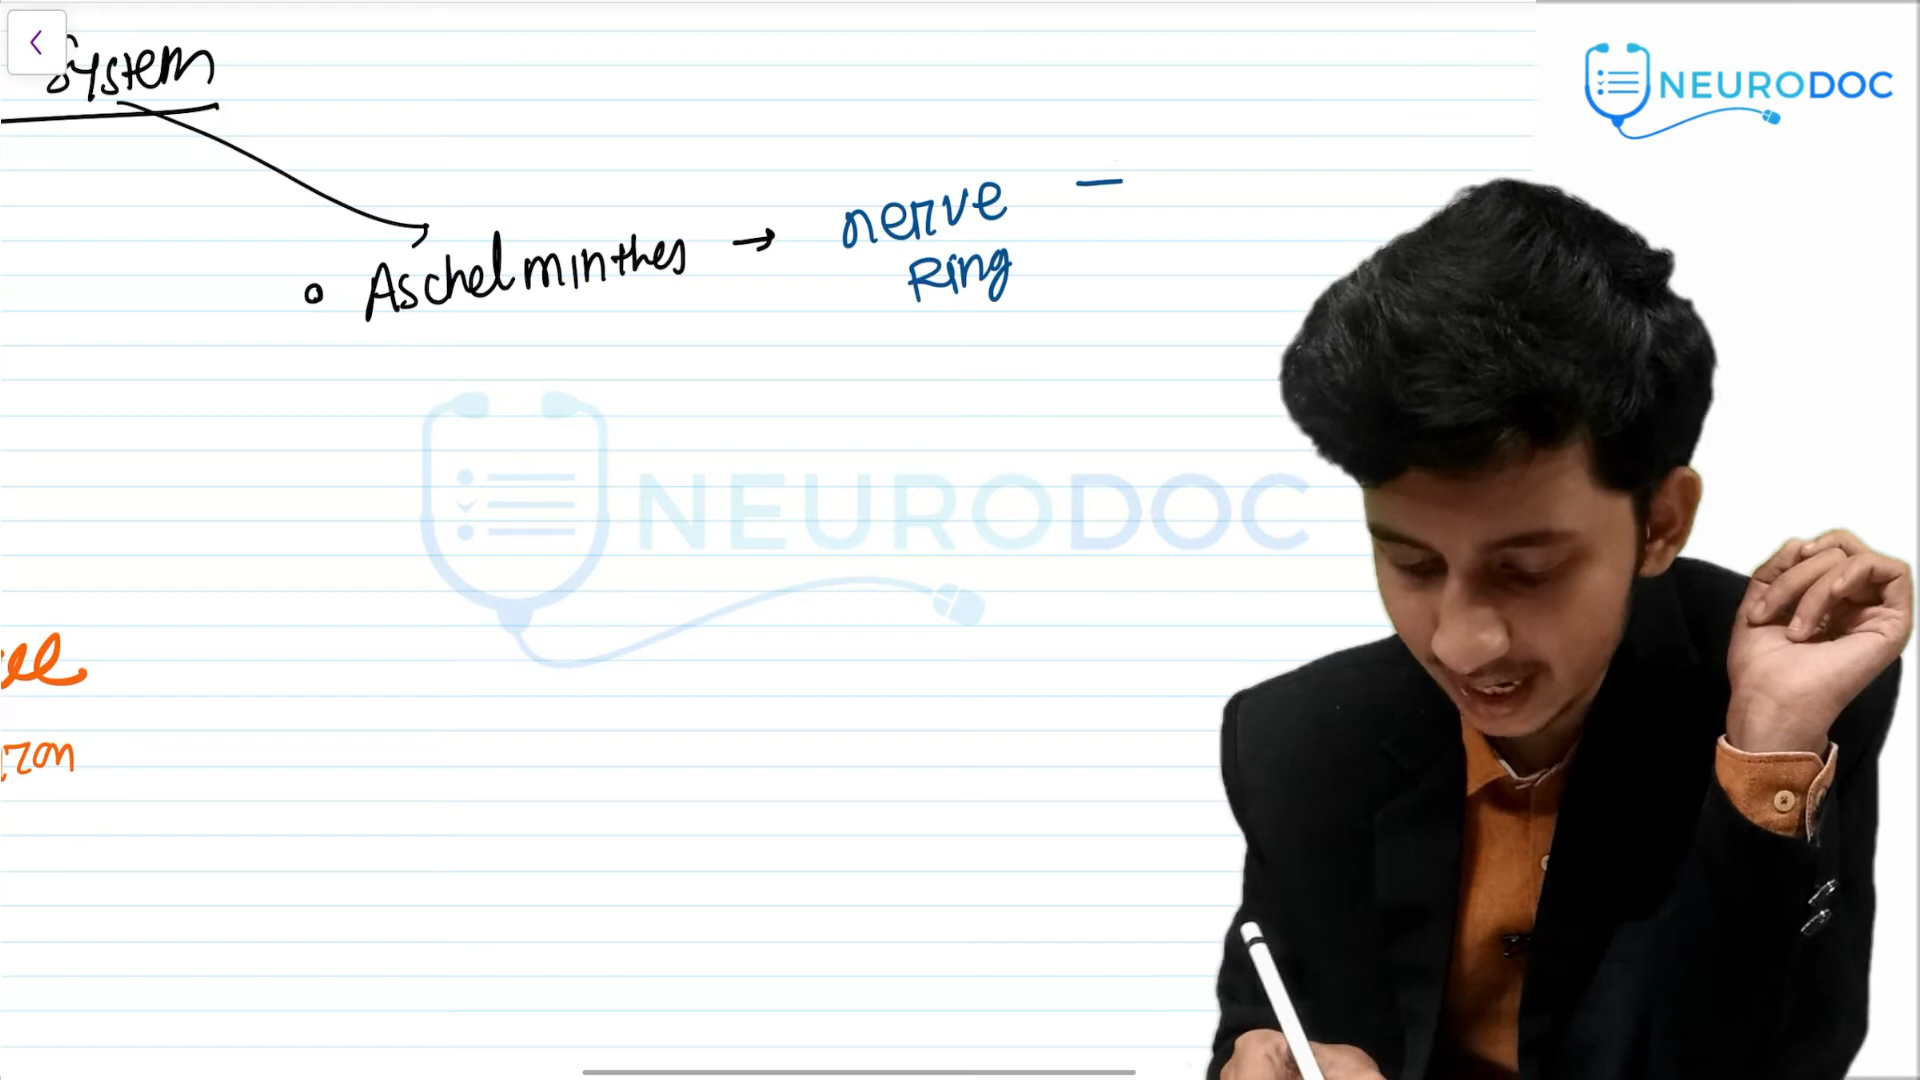 System
NEURODOC
Aschelminthes → nerve —
Ring
NEURODOC